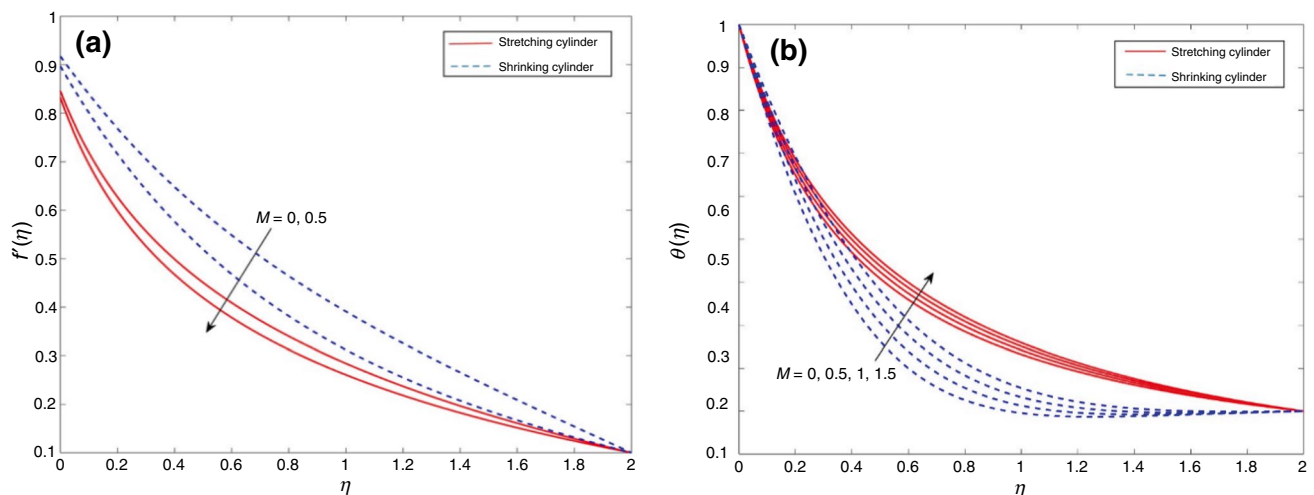 (a)
Stretching cylinder
Shrinking cylinder
M = 0, 0.5
f′(η)
1
0.9
0.8
0.7
0.6
0.5
0.4
0.3
0.2
0.1
0 0.2 0.4 0.6 0.8 1 1.2 1.4 1.6 1.8 2
η
(b)
Stretching cylinder
Shrinking cylinder
M = 0, 0.5, 1, 1.5
θ(η)
1
0.9
0.8
0.7
0.6
0.5
0.4
0.3
0.2
0.1
0 0.2 0.4 0.6 0.8 1 1.2 1.4 1.6 1.8 2
η